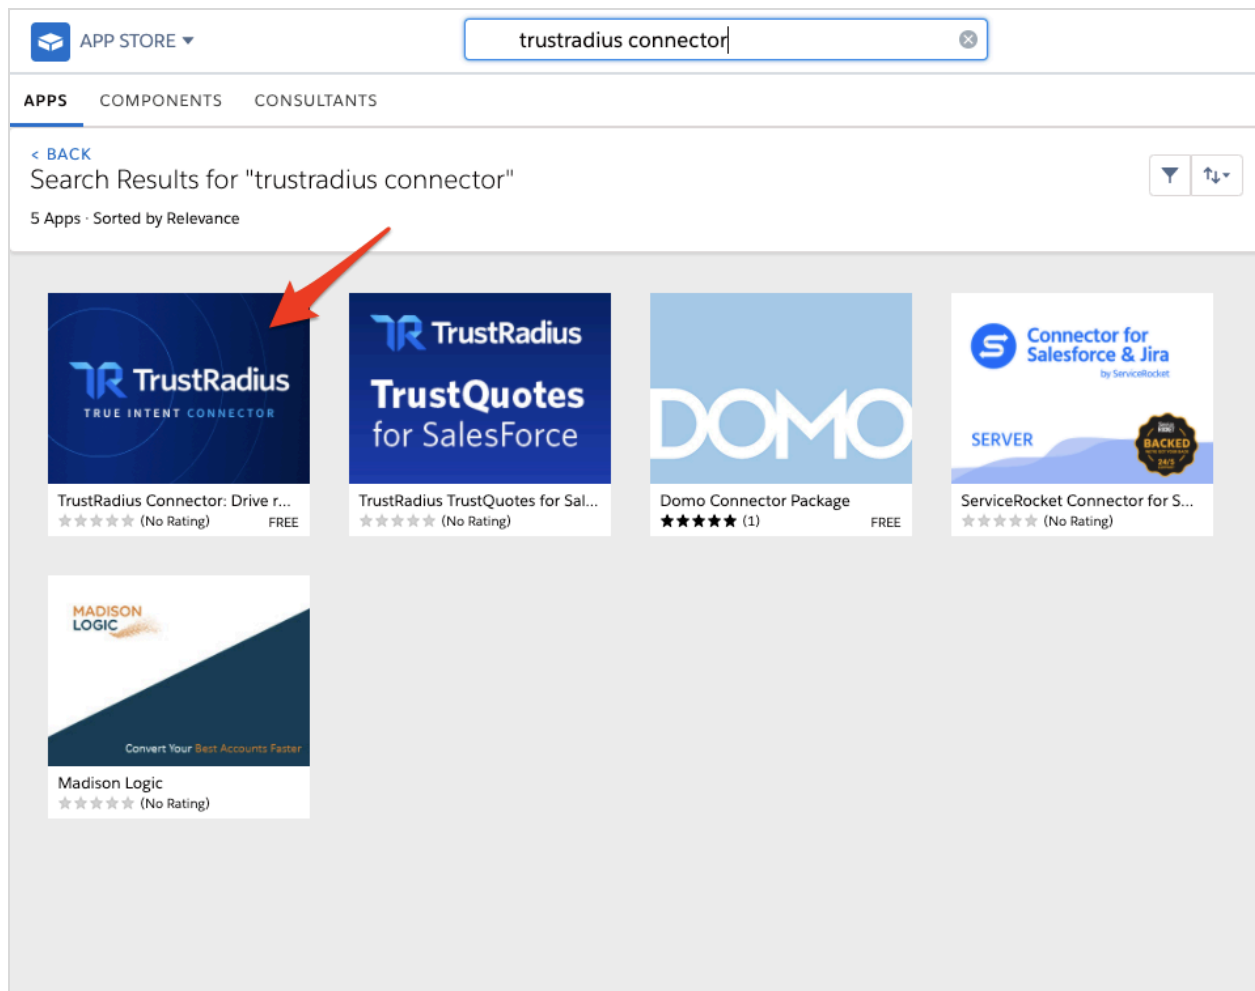 APP STORE
trustradius connector
APPS
COMPONENTS
CONSULTANTS
< BACK
Search Results for "trustradius connector"
5 Apps · Sorted by Relevance
TrustRadius
TRUE INTENT CONNECTOR
TrustRadius Connector: Drive r...
(No Rating)
FREE
TrustRadius
TrustQuotes
for SalesForce
TrustRadius TrustQuotes for Sal...
(No Rating)
DOMO
Domo Connector Package
(1)
FREE
Connector for
Salesforce & Jira
by ServiceRocket
SERVER
BACKED
24/5
ServiceRocket Connector for S...
(No Rating)
MADISON
LOGIC
Convert Your Best Accounts Faster
Madison Logic
(No Rating)